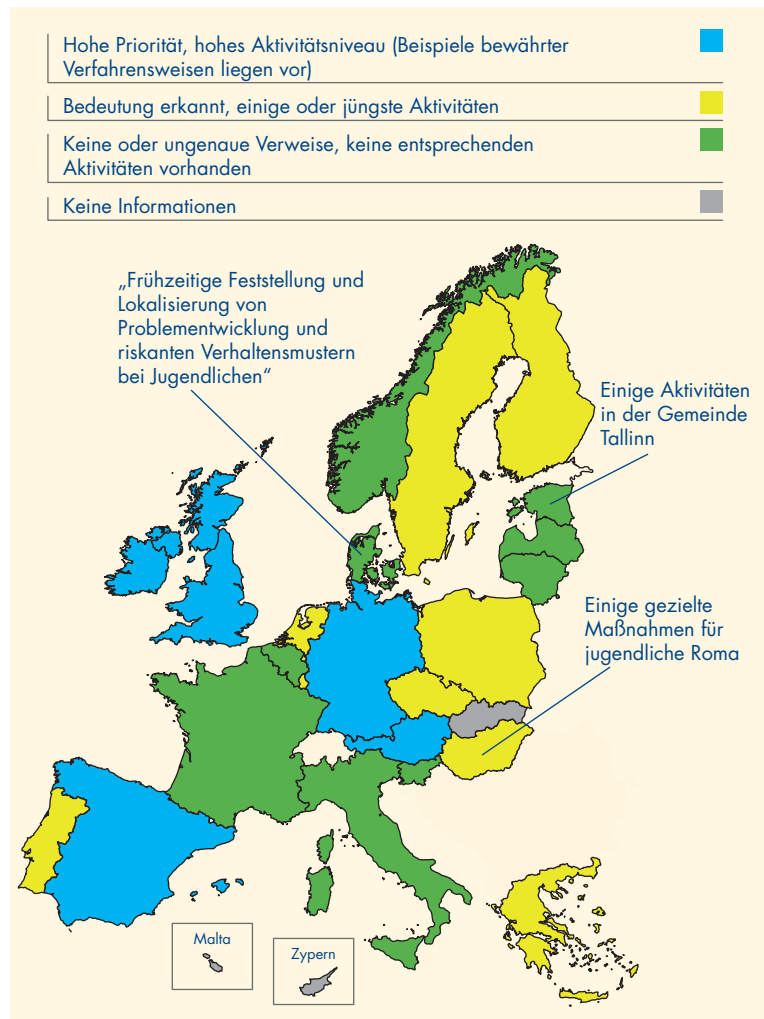 Hohe Priorität, hohes Aktivitätsniveau (Beispiele bewährter
Verfahrensweisen liegen vor)
Bedeutung erkannt, einige oder jüngste Aktivitäten
Keine oder ungenaue Verweise, keine entsprechenden
Aktivitäten vorhanden
Keine Informationen
„Frühzeitige Feststellung und
Lokalisierung von
Problementwicklung und
riskanten Verhaltensmustern
bei Jugendlichen“
Einige Aktivitäten
in der Gemeinde
Tallinn
Einige gezielte
Maßnahmen für
jugendliche Roma
Malta
Zypern